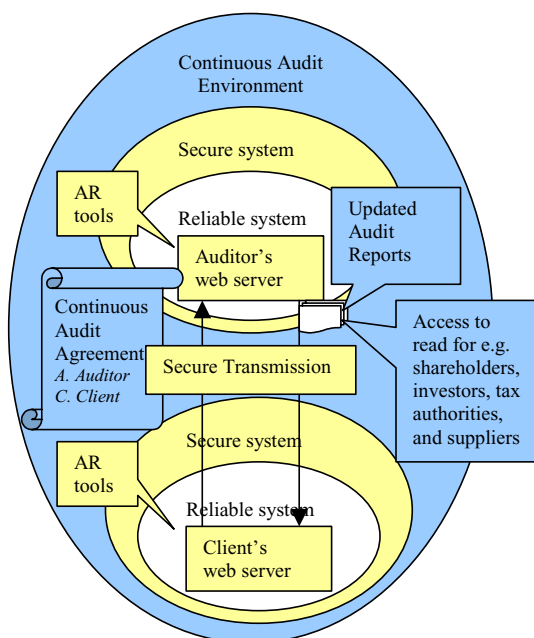 Continuous Audit
Environment
Secure system
AR
tools
Reliable system
Updated
Audit
Reports
Auditor's
web server
Continuous
Audit
Agreement
A. Auditor
C. Client
Access to
read for e.g.
shareholders,
investors, tax
authorities,
and suppliers
Secure Transmission
Secure system
AR
tools
Reliable system
Client's
web server